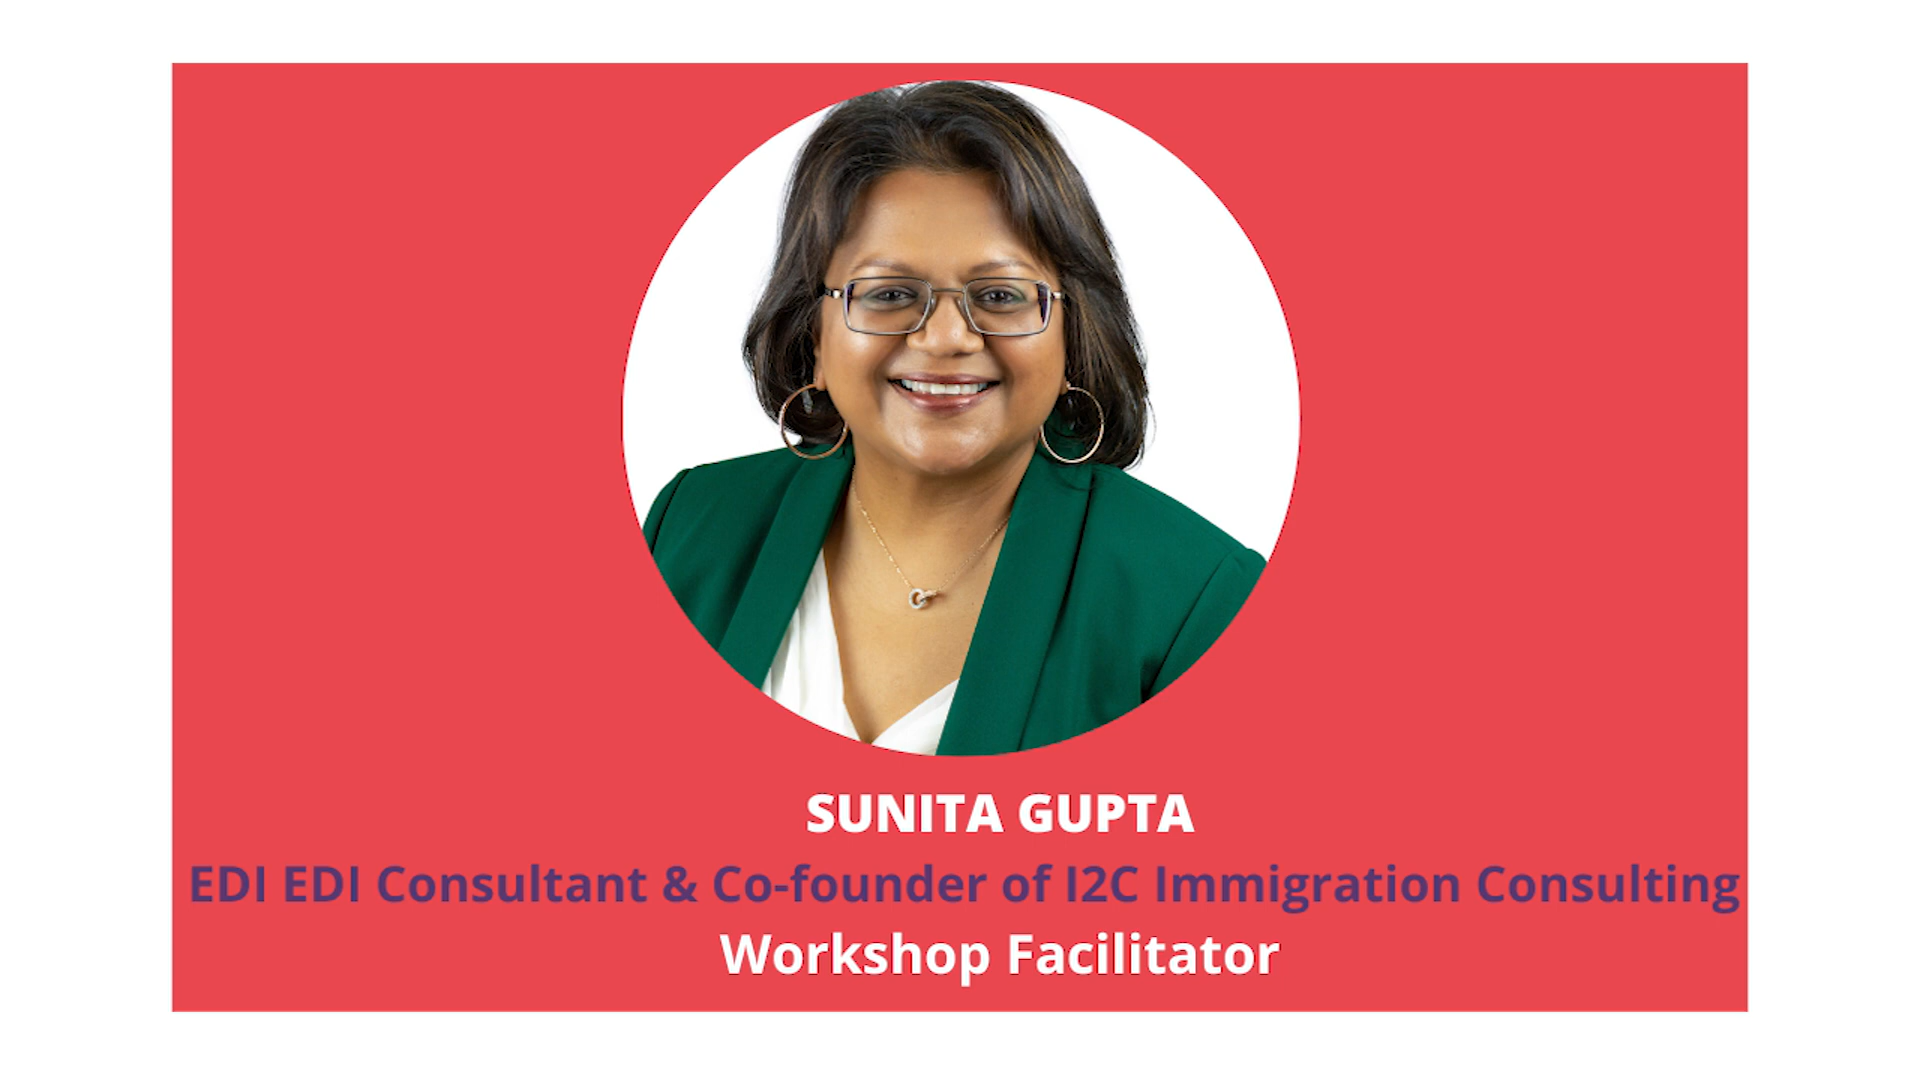 SUNITA GUPTA
EDI EDI Consultant & Co-founder of I2C Immigration Consulting
Workshop Facilitator